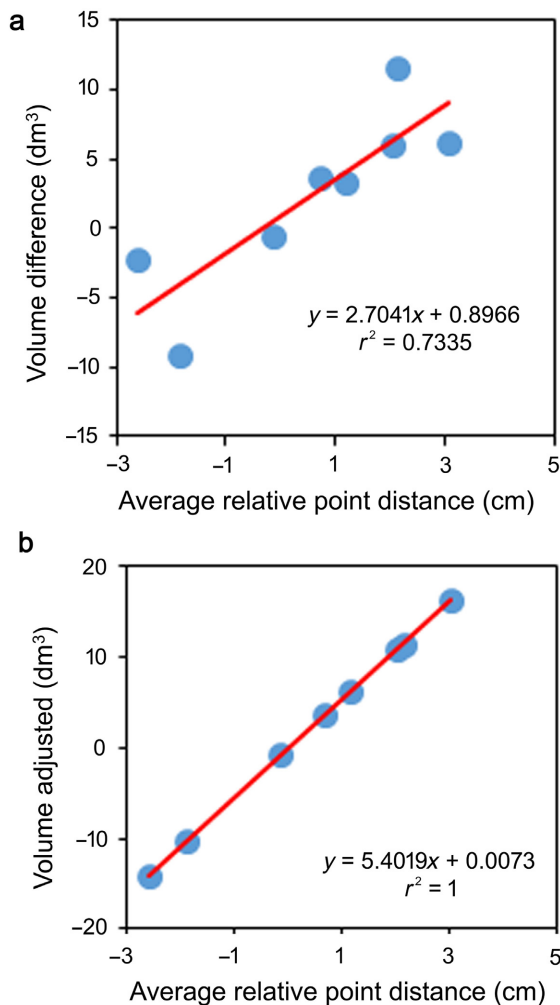 a
15
10
5
0
–5
–10
–15
Volume difference (dm³)
y = 2.7041x + 0.8966
r² = 0.7335
–3 –1 1 3 5
Average relative point distance (cm)
b
20
10
0
–10
–20
Volume adjusted (dm³)
y = 5.4019x + 0.0073
r² = 1
–3 –1 1 3 5
Average relative point distance (cm)